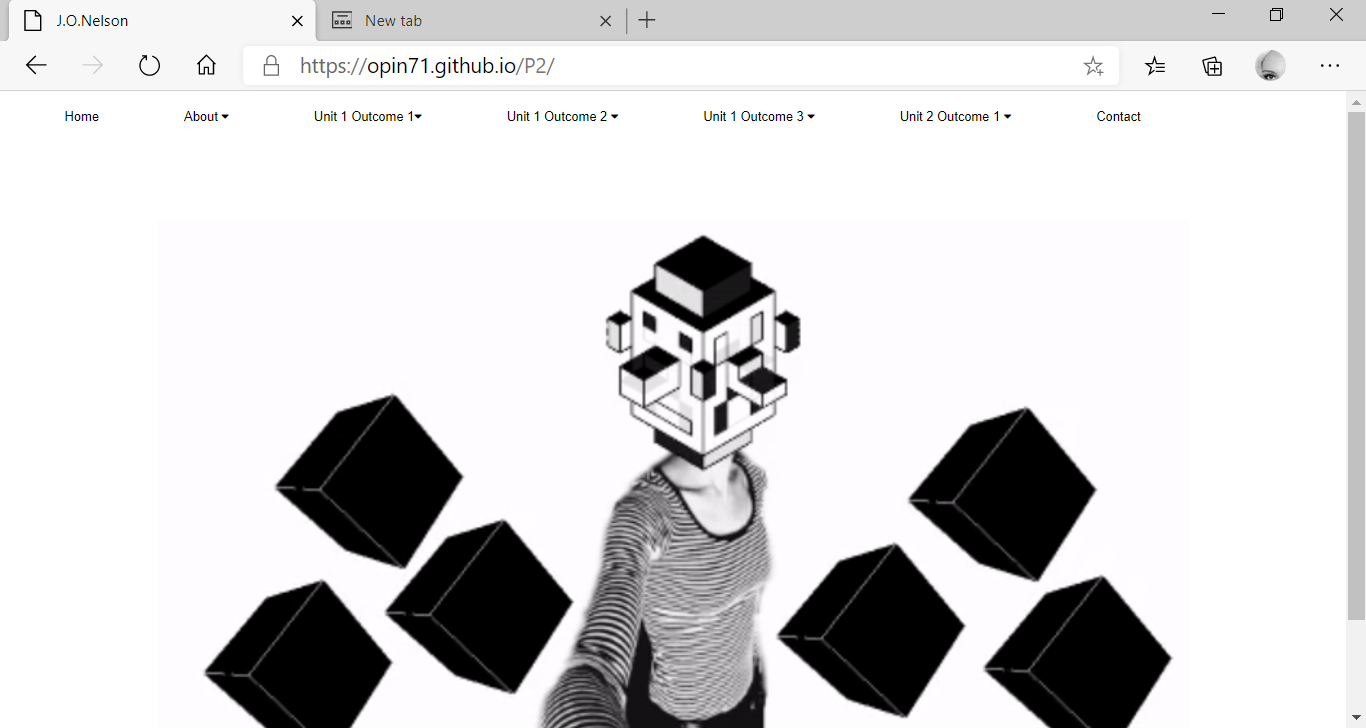 J.O.Nelson New tab
https://opin71.github.io/P2/
Home About Unit 1 Outcome 1 Unit 1 Outcome 2 Unit 1 Outcome 3 Unit 2 Outcome 1 Contact